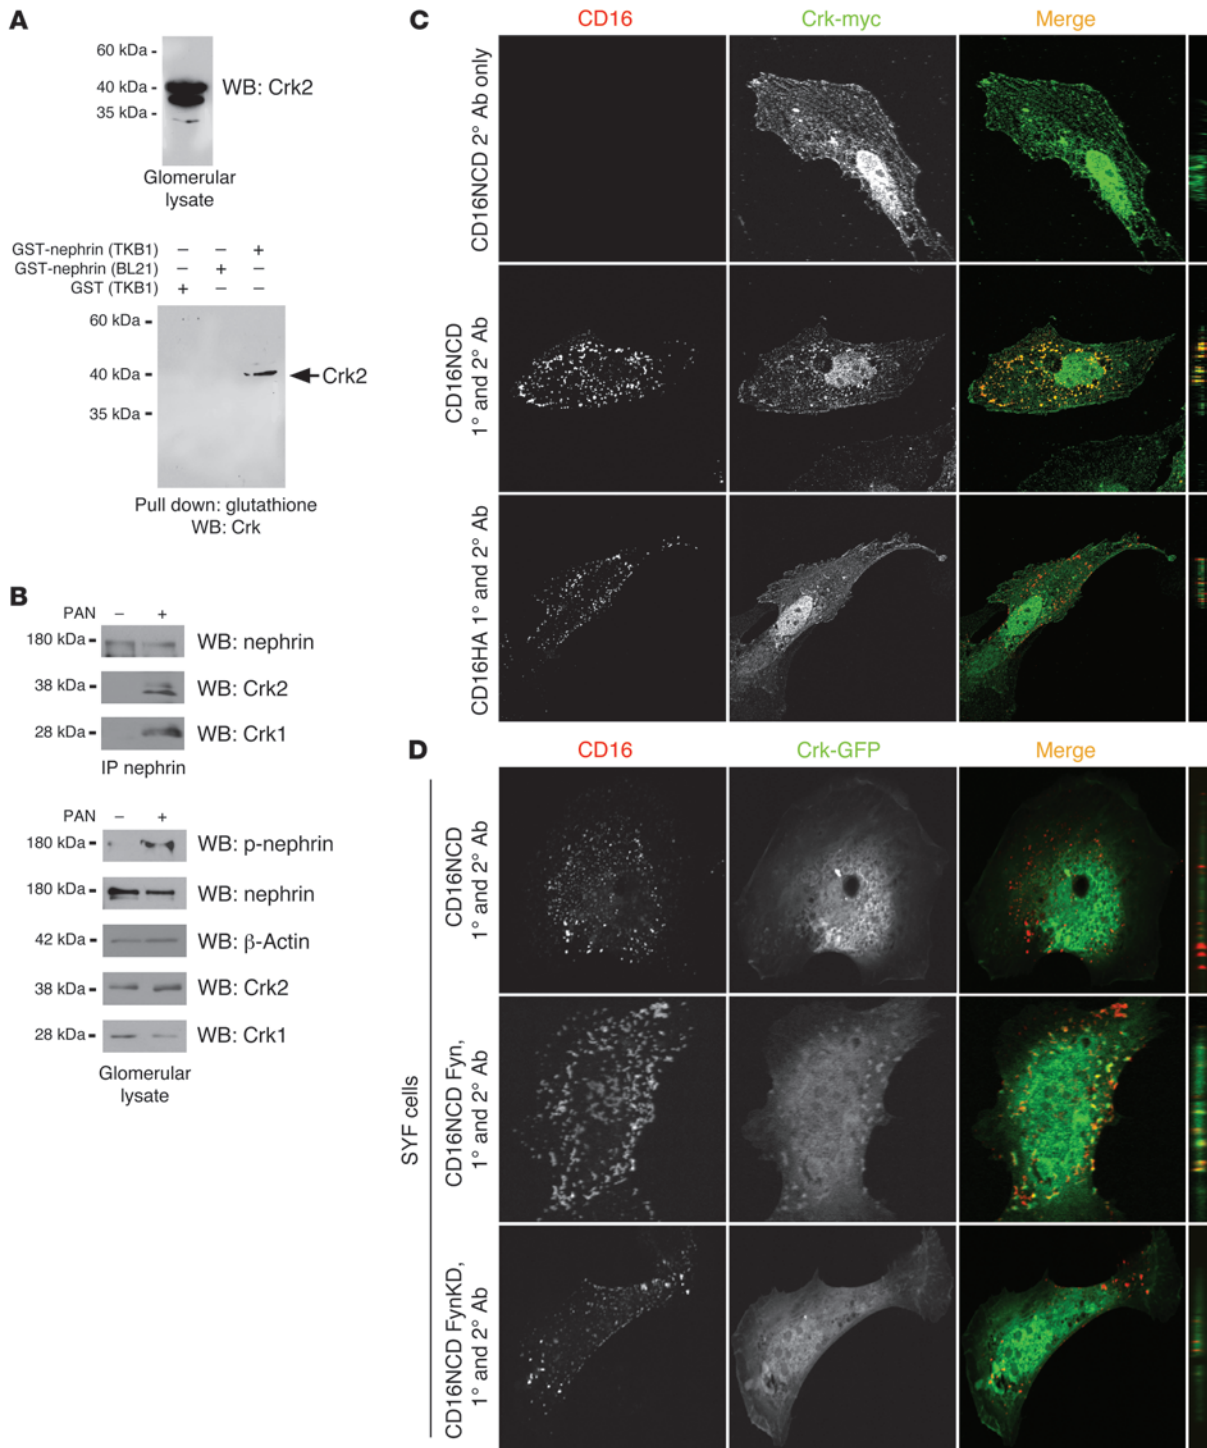 A
60 kDa -
40 kDa -
35 kDa -
WB: Crk2
Glomerular
lysate
GST-nephrin (TKB1) – – +
GST-nephrin (BL21) – + –
GST (TKB1) + – –
60 kDa -
40 kDa -
35 kDa -
Crk2
Pull down: glutathione
WB: Crk
B
PAN – +
180 kDa - WB: nephrin
38 kDa - WB: Crk2
28 kDa - WB: Crk1
IP nephrin
PAN – +
180 kDa - WB: p-nephrin
180 kDa - WB: nephrin
42 kDa - WB: β-Actin
38 kDa - WB: Crk2
28 kDa - WB: Crk1
Glomerular
lysate
C
CD16 Crk-myc Merge
CD16NCD 2° Ab only
CD16NCD
1° and 2° Ab
CD16HA 1° and 2° Ab
D
CD16 Crk-GFP Merge
SYF cells
CD16NCD
1° and 2° Ab
CD16NCD Fyn,
1° and 2° Ab
CD16NCD FynKD,
1° and 2° Ab